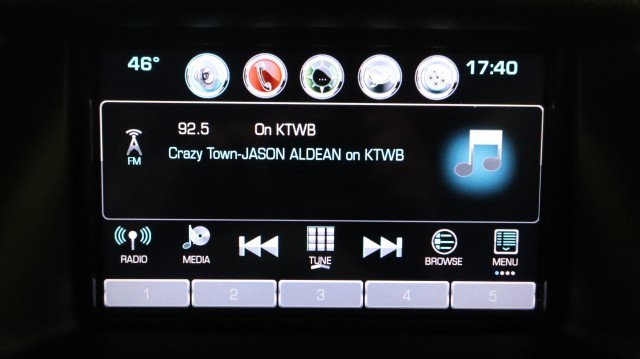 46° 17:40
92.5 On KTWB
FM Crazy Town-JASON ALDEAN on KTWB
RADIO MEDIA TUNE BROWSE MENU
1 2 3 4 5